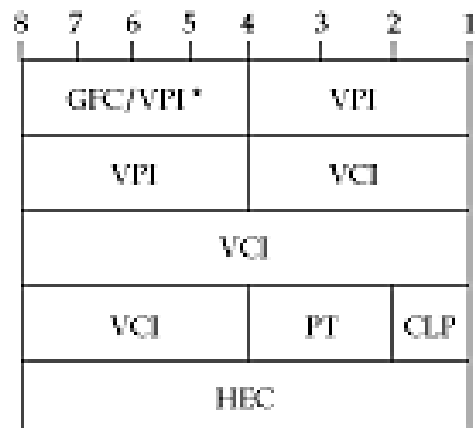 8 7 6 5 4 3 2 1
GFC/VPI * VPI
VPI VCI
VCI
VCI PT CLP
HEC